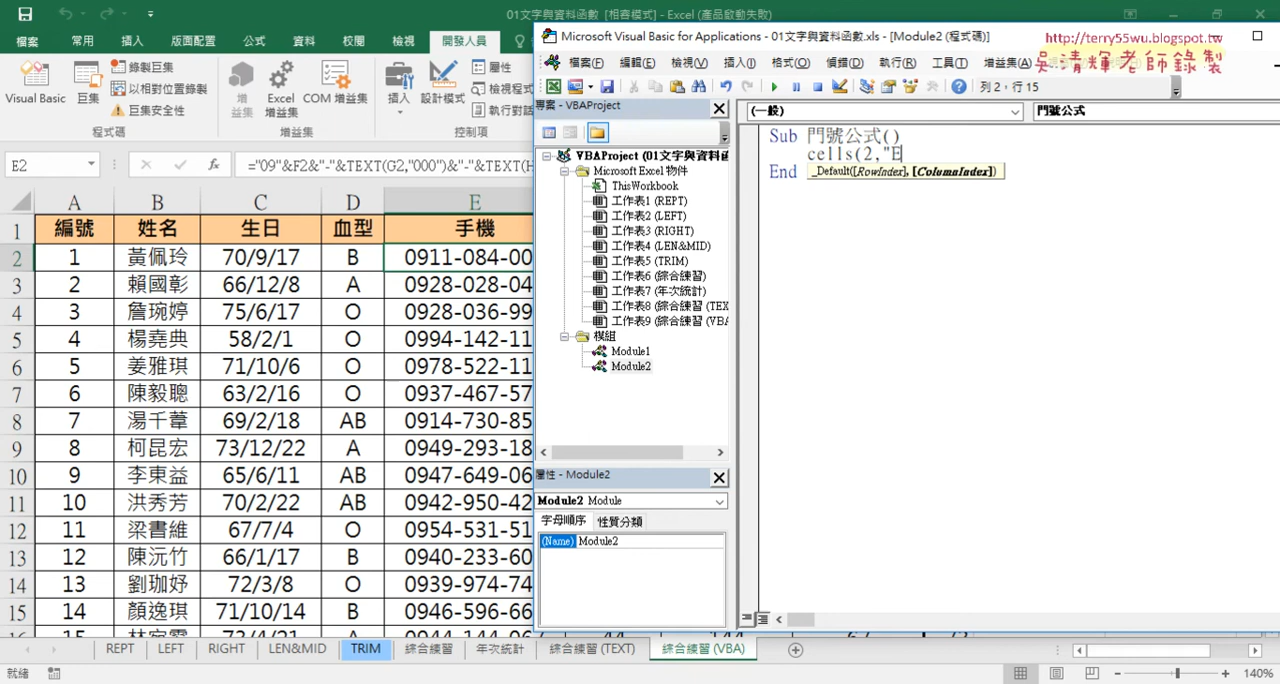 01文字與資料函數 [相容模式] - Excel (產品啟動失敗)
檔案 常用 插入 版面配置 公式 資料 校閱 檢視 開發人員
Visual Basic 巨集 錄製巨集 以相對位置錄製 巨集安全性 程式碼
增益集 Excel 增益集 COM 增益集 增益集
插入 設計模式 屬性 檢視程式 執行對話 控制項
E2 fx ="09"&F2&"-"&TEXT(G2,"000")&"-"&TEXT(H
A B C D E
1 編號 姓名 生日 血型 手機
2 1 黃佩玲 70/9/17 B 0911-084-00
3 2 賴國彰 66/12/8 A 0928-028-04
4 3 詹琬婷 75/6/17 O 0928-036-99
5 4 楊堯典 58/2/1 O 0994-142-11
6 5 姜雅琪 71/10/6 O 0978-522-11
7 6 陳毅聰 63/2/16 O 0937-467-57
8 7 湯千葦 69/2/18 AB 0914-730-85
9 8 柯昆宏 73/12/22 A 0949-293-18
10 9 李東益 65/6/11 AB 0947-649-06
11 10 洪秀芳 70/2/22 AB 0942-950-42
12 11 梁書維 67/7/4 O 0954-531-51
13 12 陳沅竹 66/1/17 B 0940-233-60
14 13 劉珈妤 72/3/8 O 0939-974-74
15 14 顏逸琪 71/10/14 B 0946-596-66
REPT LEFT RIGHT LEN&MID TRIM 綜合練習 年次統計 綜合練習 (TEXT) 綜合練習 (VBA)
就緒 140%
Microsoft Visual Basic for Applications - 01文字與資料函數.xls - [Module2 (程式碼)]
http://terry55wu.blogspot.tw
吳清輝老師錄製
檔案(F) 編輯(E) 檢視(V) 插入(I) 格式(O) 偵錯(D) 執行(R) 工具(T) 增益集(A)
列 2，行 15
專案 - VBAProject
VBAProject (01文字與資料函
Microsoft Excel 物件
ThisWorkbook
工作表1 (REPT)
工作表2 (LEFT)
工作表3 (RIGHT)
工作表4 (LEN&MID)
工作表5 (TRIM)
工作表6 (綜合練習)
工作表7 (年次統計)
工作表8 (綜合練習 (TEX
工作表9 (綜合練習 (VBA
模組
Module1
Module2
屬性 - Module2
Module2 Module
字母順序 性質分類
(Name) Module2
(一般) 門號公式
Sub 門號公式()
cells(2,"E
End
_Default([RowIndex], [ColumnIndex])